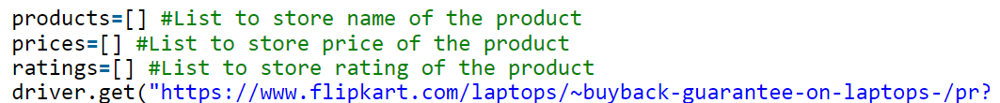 products=[] #List to store name of the product
prices=[] #List to store price of the product
ratings=[] #List to store rating of the product
driver.get("https://www.flipkart.com/laptops/~buyback-guarantee-on-laptops-/pr?